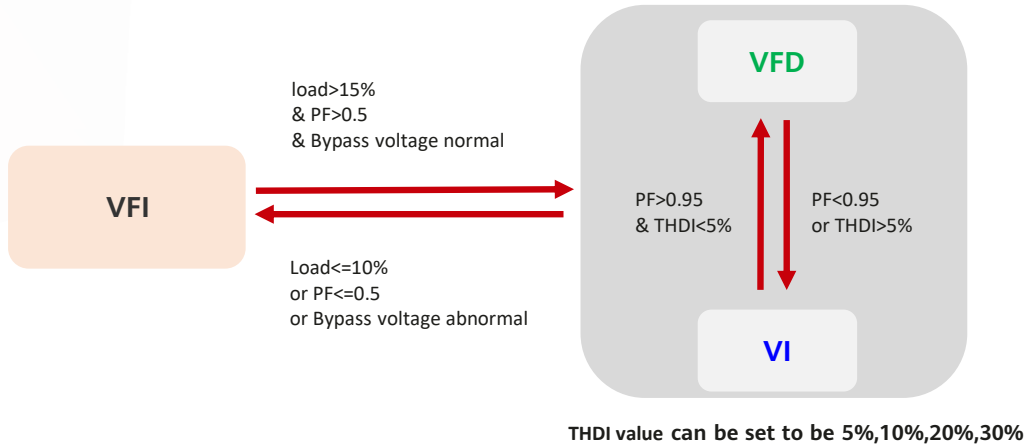 VFD
load>15%
& PF>0.5
& Bypass voltage normal
VFI
PF>0.95
& THDI<5%
PF<0.95
or THDI>5%
Load<=10%
or PF<=0.5
or Bypass voltage abnormal
VI
THDI value can be set to be 5%,10%,20%,30%